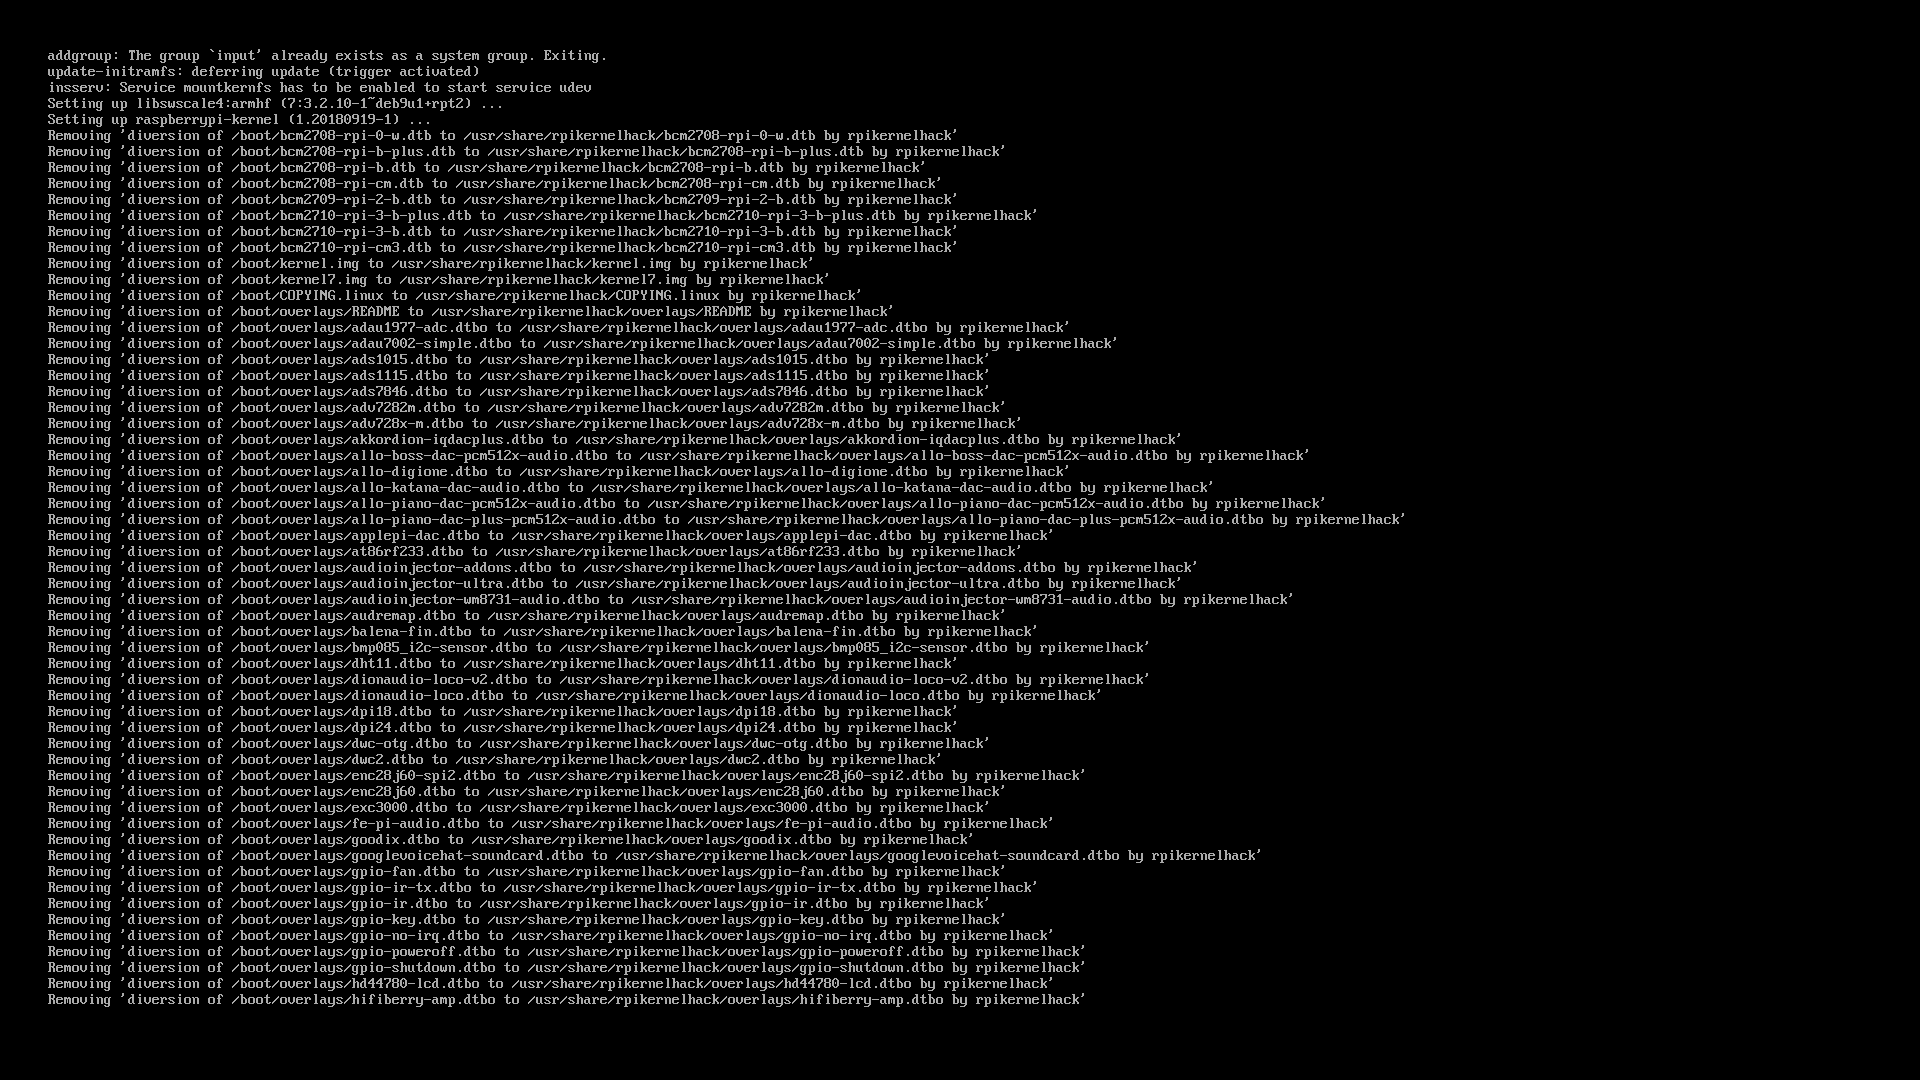 addgroup: The group `input' already exists as a system group. Exiting.
update-initramfs: deferring update (trigger activated)
insserv: Service mountkernfs has to be enabled to start service udev
Setting up libswscale4:armhf (7:3.2.10-1~deb9u1+rpt2) ...
Setting up raspberrypi-kernel (1.20180919-1) ...
Removing 'diversion of /boot/bcm2708-rpi-0-w.dtb to /usr/share/rpikernelhack/bcm2708-rpi-0-w.dtb by rpikernelhack'
Removing 'diversion of /boot/bcm2708-rpi-b-plus.dtb to /usr/share/rpikernelhack/bcm2708-rpi-b-plus.dtb by rpikernelhack'
Removing 'diversion of /boot/bcm2708-rpi-b.dtb to /usr/share/rpikernelhack/bcm2708-rpi-b.dtb by rpikernelhack'
Removing 'diversion of /boot/bcm2708-rpi-cm.dtb to /usr/share/rpikernelhack/bcm2708-rpi-cm.dtb by rpikernelhack'
Removing 'diversion of /boot/bcm2709-rpi-2-b.dtb to /usr/share/rpikernelhack/bcm2709-rpi-2-b.dtb by rpikernelhack'
Removing 'diversion of /boot/bcm2710-rpi-3-b-plus.dtb to /usr/share/rpikernelhack/bcm2710-rpi-3-b-plus.dtb by rpikernelhack'
Removing 'diversion of /boot/bcm2710-rpi-3-b.dtb to /usr/share/rpikernelhack/bcm2710-rpi-3-b.dtb by rpikernelhack'
Removing 'diversion of /boot/bcm2710-rpi-cm3.dtb to /usr/share/rpikernelhack/bcm2710-rpi-cm3.dtb by rpikernelhack'
Removing 'diversion of /boot/kernel.img to /usr/share/rpikernelhack/kernel.img by rpikernelhack'
Removing 'diversion of /boot/kernel7.img to /usr/share/rpikernelhack/kernel7.img by rpikernelhack'
Removing 'diversion of /boot/COPYING.linux to /usr/share/rpikernelhack/COPYING.linux by rpikernelhack'
Removing 'diversion of /boot/overlays/README to /usr/share/rpikernelhack/overlays/README by rpikernelhack'
Removing 'diversion of /boot/overlays/adau1977-adc.dtbo to /usr/share/rpikernelhack/overlays/adau1977-adc.dtbo by rpikernelhack'
Removing 'diversion of /boot/overlays/adau7002-simple.dtbo to /usr/share/rpikernelhack/overlays/adau7002-simple.dtbo by rpikernelhack'
Removing 'diversion of /boot/overlays/ads1015.dtbo to /usr/share/rpikernelhack/overlays/ads1015.dtbo by rpikernelhack'
Removing 'diversion of /boot/overlays/ads1115.dtbo to /usr/share/rpikernelhack/overlays/ads1115.dtbo by rpikernelhack'
Removing 'diversion of /boot/overlays/ads7846.dtbo to /usr/share/rpikernelhack/overlays/ads7846.dtbo by rpikernelhack'
Removing 'diversion of /boot/overlays/adv7282m.dtbo to /usr/share/rpikernelhack/overlays/adv7282m.dtbo by rpikernelhack'
Removing 'diversion of /boot/overlays/adv728x-m.dtbo to /usr/share/rpikernelhack/overlays/adv728x-m.dtbo by rpikernelhack'
Removing 'diversion of /boot/overlays/akkordion-iqdacplus.dtbo to /usr/share/rpikernelhack/overlays/akkordion-iqdacplus.dtbo by rpikernelhack'
Removing 'diversion of /boot/overlays/allo-boss-dac-pcm512x-audio.dtbo to /usr/share/rpikernelhack/overlays/allo-boss-dac-pcm512x-audio.dtbo by rpikernelhack'
Removing 'diversion of /boot/overlays/allo-digione.dtbo to /usr/share/rpikernelhack/overlays/allo-digione.dtbo by rpikernelhack'
Removing 'diversion of /boot/overlays/allo-katana-dac-audio.dtbo to /usr/share/rpikernelhack/overlays/allo-katana-dac-audio.dtbo by rpikernelhack'
Removing 'diversion of /boot/overlays/allo-piano-dac-pcm512x-audio.dtbo to /usr/share/rpikernelhack/overlays/allo-piano-dac-pcm512x-audio.dtbo by rpikernelhack'
Removing 'diversion of /boot/overlays/allo-piano-dac-plus-pcm512x-audio.dtbo to /usr/share/rpikernelhack/overlays/allo-piano-dac-plus-pcm512x-audio.dtbo by rpikernelhack'
Removing 'diversion of /boot/overlays/applepi-dac.dtbo to /usr/share/rpikernelhack/overlays/applepi-dac.dtbo by rpikernelhack'
Removing 'diversion of /boot/overlays/at86rf233.dtbo to /usr/share/rpikernelhack/overlays/at86rf233.dtbo by rpikernelhack'
Removing 'diversion of /boot/overlays/audioinjector-addons.dtbo to /usr/share/rpikernelhack/overlays/audioinjector-addons.dtbo by rpikernelhack'
Removing 'diversion of /boot/overlays/audioinjector-ultra.dtbo to /usr/share/rpikernelhack/overlays/audioinjector-ultra.dtbo by rpikernelhack'
Removing 'diversion of /boot/overlays/audioinjector-wm8731-audio.dtbo to /usr/share/rpikernelhack/overlays/audioinjector-wm8731-audio.dtbo by rpikernelhack'
Removing 'diversion of /boot/overlays/audremap.dtbo to /usr/share/rpikernelhack/overlays/audremap.dtbo by rpikernelhack'
Removing 'diversion of /boot/overlays/balena-fin.dtbo to /usr/share/rpikernelhack/overlays/balena-fin.dtbo by rpikernelhack'
Removing 'diversion of /boot/overlays/bmp085_i2c-sensor.dtbo to /usr/share/rpikernelhack/overlays/bmp085_i2c-sensor.dtbo by rpikernelhack'
Removing 'diversion of /boot/overlays/dht11.dtbo to /usr/share/rpikernelhack/overlays/dht11.dtbo by rpikernelhack'
Removing 'diversion of /boot/overlays/dionaudio-loco-v2.dtbo to /usr/share/rpikernelhack/overlays/dionaudio-loco-v2.dtbo by rpikernelhack'
Removing 'diversion of /boot/overlays/dionaudio-loco.dtbo to /usr/share/rpikernelhack/overlays/dionaudio-loco.dtbo by rpikernelhack'
Removing 'diversion of /boot/overlays/dpi18.dtbo to /usr/share/rpikernelhack/overlays/dpi18.dtbo by rpikernelhack'
Removing 'diversion of /boot/overlays/dpi24.dtbo to /usr/share/rpikernelhack/overlays/dpi24.dtbo by rpikernelhack'
Removing 'diversion of /boot/overlays/dwc-otg.dtbo to /usr/share/rpikernelhack/overlays/dwc-otg.dtbo by rpikernelhack'
Removing 'diversion of /boot/overlays/dwc2.dtbo to /usr/share/rpikernelhack/overlays/dwc2.dtbo by rpikernelhack'
Removing 'diversion of /boot/overlays/enc28j60-spi2.dtbo to /usr/share/rpikernelhack/overlays/enc28j60-spi2.dtbo by rpikernelhack'
Removing 'diversion of /boot/overlays/enc28j60.dtbo to /usr/share/rpikernelhack/overlays/enc28j60.dtbo by rpikernelhack'
Removing 'diversion of /boot/overlays/exc3000.dtbo to /usr/share/rpikernelhack/overlays/exc3000.dtbo by rpikernelhack'
Removing 'diversion of /boot/overlays/fe-pi-audio.dtbo to /usr/share/rpikernelhack/overlays/fe-pi-audio.dtbo by rpikernelhack'
Removing 'diversion of /boot/overlays/goodix.dtbo to /usr/share/rpikernelhack/overlays/goodix.dtbo by rpikernelhack'
Removing 'diversion of /boot/overlays/googlevoicehat-soundcard.dtbo to /usr/share/rpikernelhack/overlays/googlevoicehat-soundcard.dtbo by rpikernelhack'
Removing 'diversion of /boot/overlays/gpio-fan.dtbo to /usr/share/rpikernelhack/overlays/gpio-fan.dtbo by rpikernelhack'
Removing 'diversion of /boot/overlays/gpio-ir-tx.dtbo to /usr/share/rpikernelhack/overlays/gpio-ir-tx.dtbo by rpikernelhack'
Removing 'diversion of /boot/overlays/gpio-ir.dtbo to /usr/share/rpikernelhack/overlays/gpio-ir.dtbo by rpikernelhack'
Removing 'diversion of /boot/overlays/gpio-key.dtbo to /usr/share/rpikernelhack/overlays/gpio-key.dtbo by rpikernelhack'
Removing 'diversion of /boot/overlays/gpio-no-irq.dtbo to /usr/share/rpikernelhack/overlays/gpio-no-irq.dtbo by rpikernelhack'
Removing 'diversion of /boot/overlays/gpio-poweroff.dtbo to /usr/share/rpikernelhack/overlays/gpio-poweroff.dtbo by rpikernelhack'
Removing 'diversion of /boot/overlays/gpio-shutdown.dtbo to /usr/share/rpikernelhack/overlays/gpio-shutdown.dtbo by rpikernelhack'
Removing 'diversion of /boot/overlays/hd44780-lcd.dtbo to /usr/share/rpikernelhack/overlays/hd44780-lcd.dtbo by rpikernelhack'
Removing 'diversion of /boot/overlays/hifiberry-amp.dtbo to /usr/share/rpikernelhack/overlays/hifiberry-amp.dtbo by rpikernelhack'